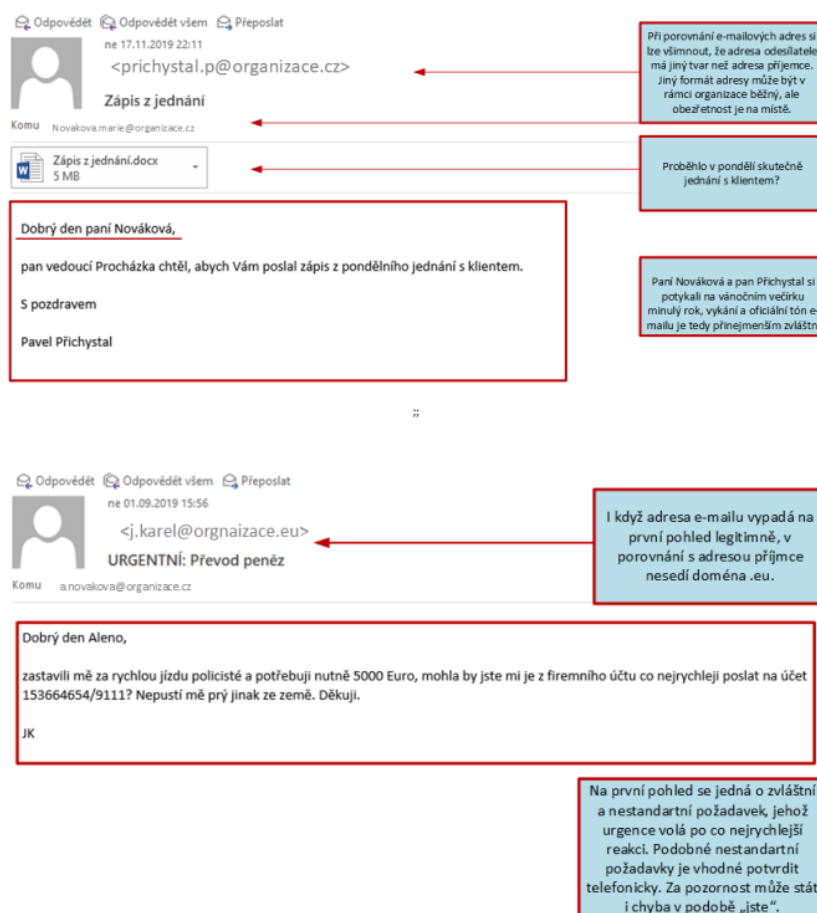 Odpovědět Odpovědět všem Přeposlat
ne 17.11.2019 22:11
<prichystal.p@organizace.cz>
Zápis z jednání
Komu Novakova.marie@organizace.cz
Při porovnání e-mailových adres si
lze všimnout, že adresa odesílatele
má jiný tvar než adresa příjemce.
Jiný formát adresy může být v
rámci organizace běžný, ale
obezřetnost je na místě.
Zápis z jednání.docx
5 MB
Proběhlo v pondělí skutečně
jednání s klientem?
Dobrý den paní Nováková,
pan vedoucí Procházka chtěl, abych Vám poslal zápis z pondělního jednání s klientem.
S pozdravem
Pavel Přichystal
Paní Nováková a pan Přichystal si
potykali na vánočním večírku
minulý rok, vykání a oficiální tón e-
mailu je tedy přinejmenším zvláštn
;;
Odpovědět Odpovědět všem Přeposlat
ne 01.09.2019 15:56
<j.karel@orgnaizace.eu>
URGENTNÍ: Převod peněz
Komu a.novakova@organizace.cz
I když adresa e-mailu vypadá na
první pohled legitimně, v
porovnání s adresou příjmce
nesedí doména .eu.
Dobrý den Aleno,
zastavili mě za rychlou jízdu policisté a potřebuji nutně 5000 Euro, mohla by jste mi je z firemního účtu co nejrychleji poslat na účet
153664654/9111? Nepustí mě prý jinak ze země. Děkuji.
JK
Na první pohled se jedná o zvláštní
a nestandartní požadavek, jehož
urgence volá po co nejrychlejší
reakci. Podobné nestandartní
požadavky je vhodné potvrdit
telefonicky. Za pozornost může stát
i chyba v podobě „jste“.